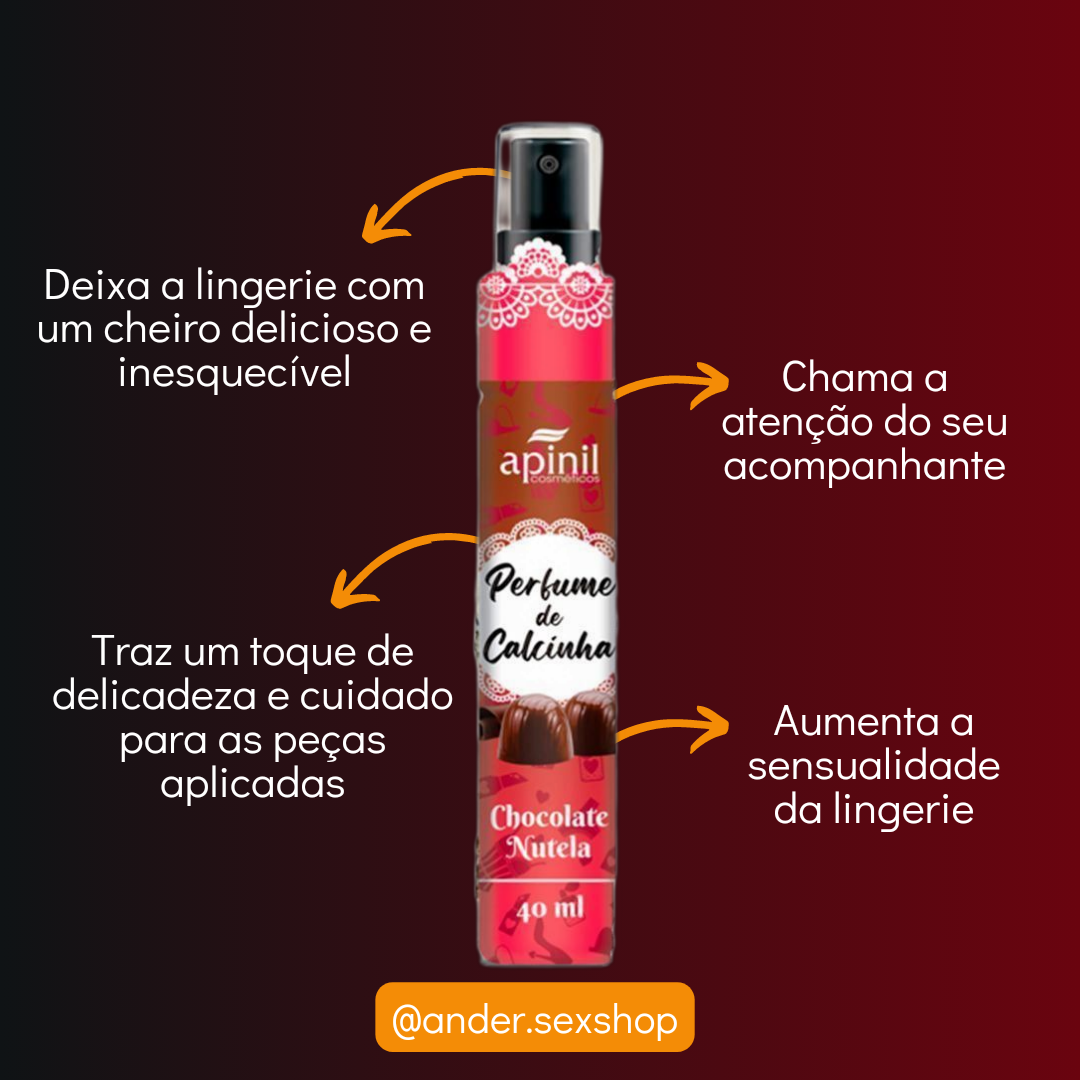 Deixa a lingerie com
um cheiro delicioso e
inesquecível
Chama a
atenção do seu
acompanhante
apinil
cosméticos
Perfume
de
Calcinha
Traz um toque de
delicadeza e cuidado
para as peças
aplicadas
Aumenta a
sensualidade
da lingerie
Chocolate
Nutela
40 ml
@ander.sexshop